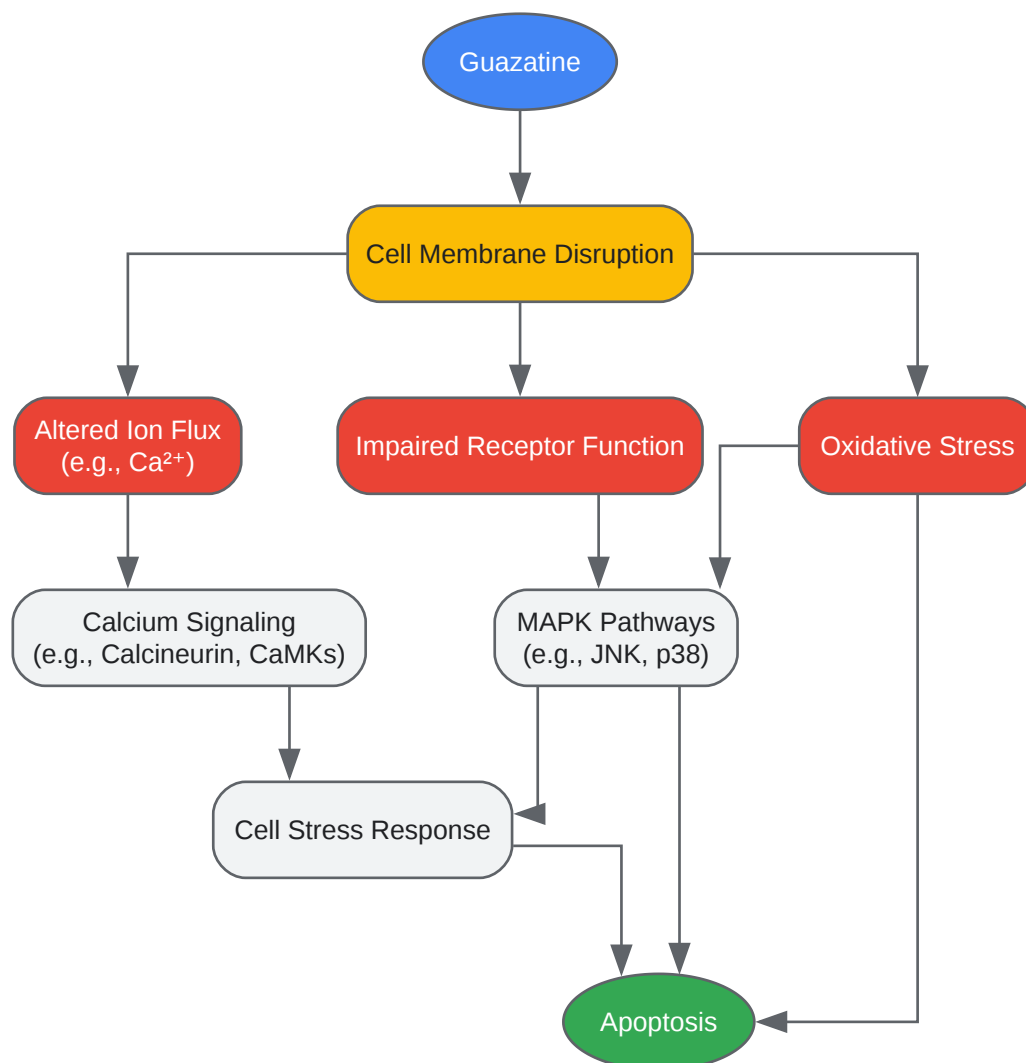 Guazatine
Cell Membrane Disruption
Altered Ion Flux
(e.g., Ca²⁺)
Impaired Receptor Function
Oxidative Stress
Calcium Signaling
(e.g., Calcineurin, CaMKs)
MAPK Pathways
(e.g., JNK, p38)
Cell Stress Response
Apoptosis